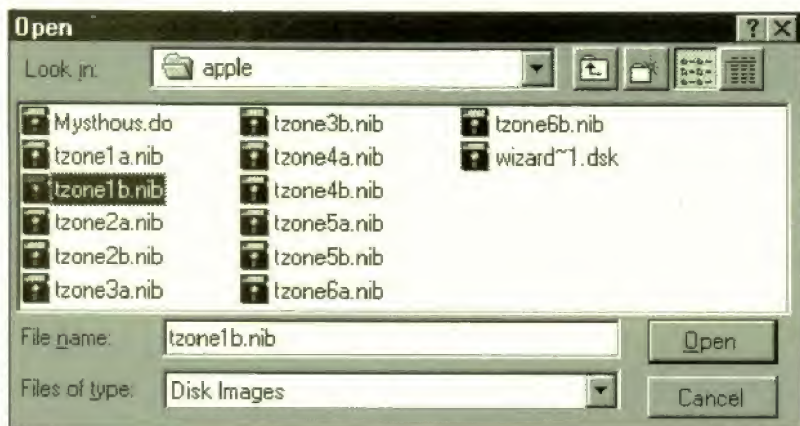 Open
Look in: apple
Mysthous.do
tzone1a.nib
tzone1b.nib
tzone2a.nib
tzone2b.nib
tzone3a.nib
tzone3b.nib
tzone4a.nib
tzone4b.nib
tzone5a.nib
tzone5b.nib
tzone6a.nib
tzone6b.nib
wizard~1.dsk
File name: tzone1b.nib
Open
Files of type: Disk Images
Cancel